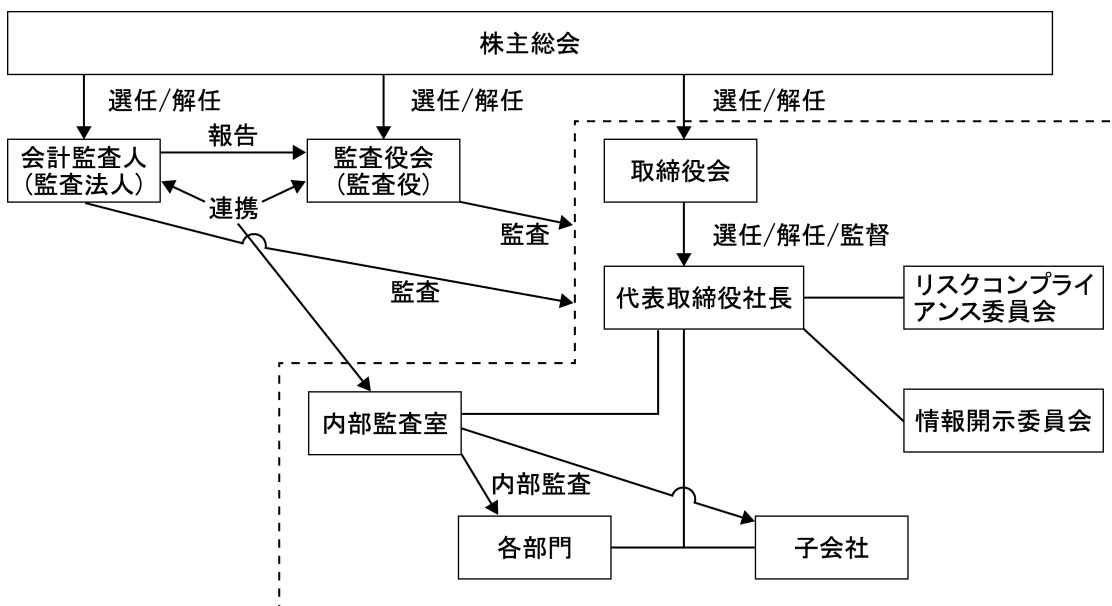 株主総会
選任/解任
選任/解任
選任/解任
会計監査人
（監査法人）
報告
監査役会
（監査役）
取締役会
連携
監査
選任/解任/監督
監査
代表取締役社長
リスクコンプライ
アンス委員会
内部監査室
情報開示委員会
内部監査
各部門
子会社